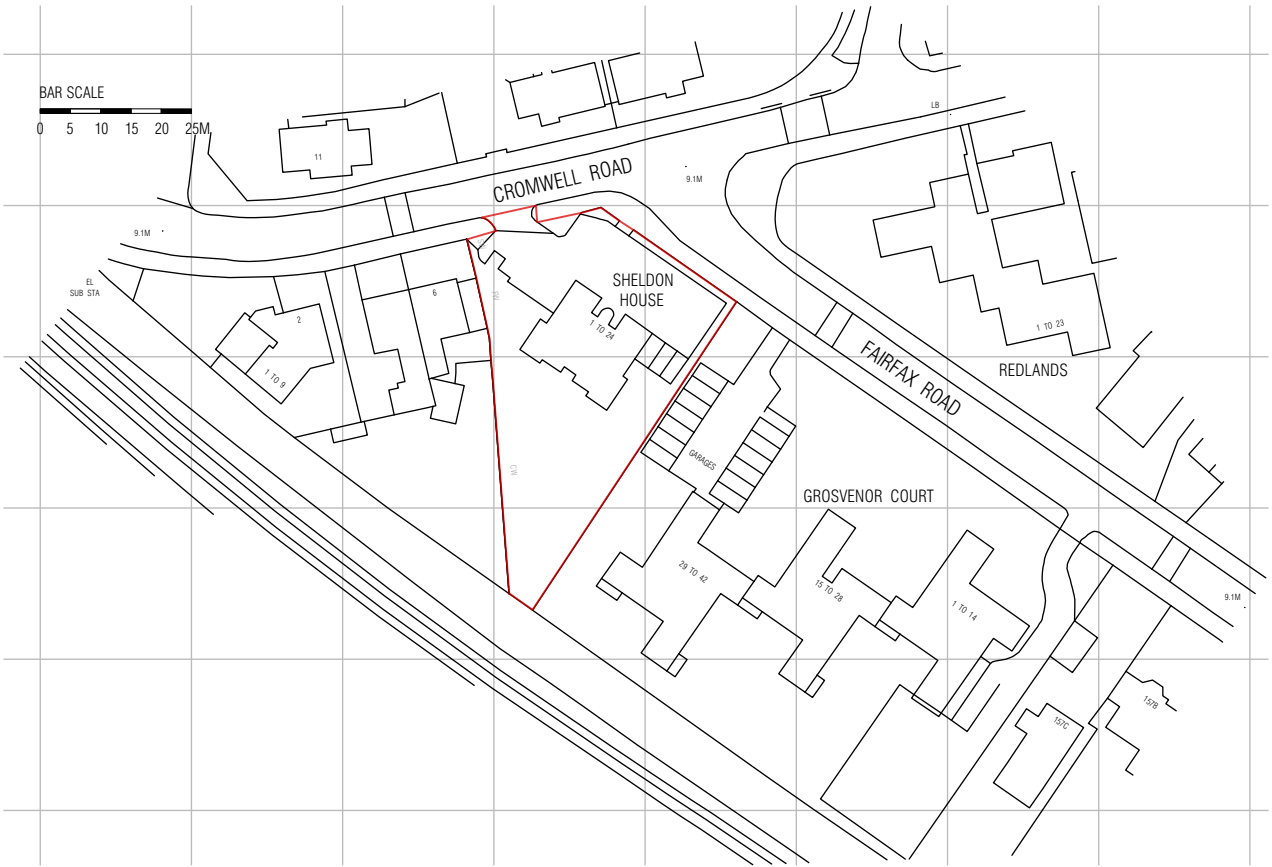 BAR SCALE
0 5 10 15 20 25M
11
LB
CROMWELL ROAD
9.1M
9.1M
EL
SUB STA
SHELDON
HOUSE
1 TO 24
6
2
1 TO 9
1 TO 23
REDLANDS
FAIRFAX ROAD
GARAGES
CW
GROSVENOR COURT
29 TO 42
15 TO 28
1 TO 14
9.1M
157C
157B